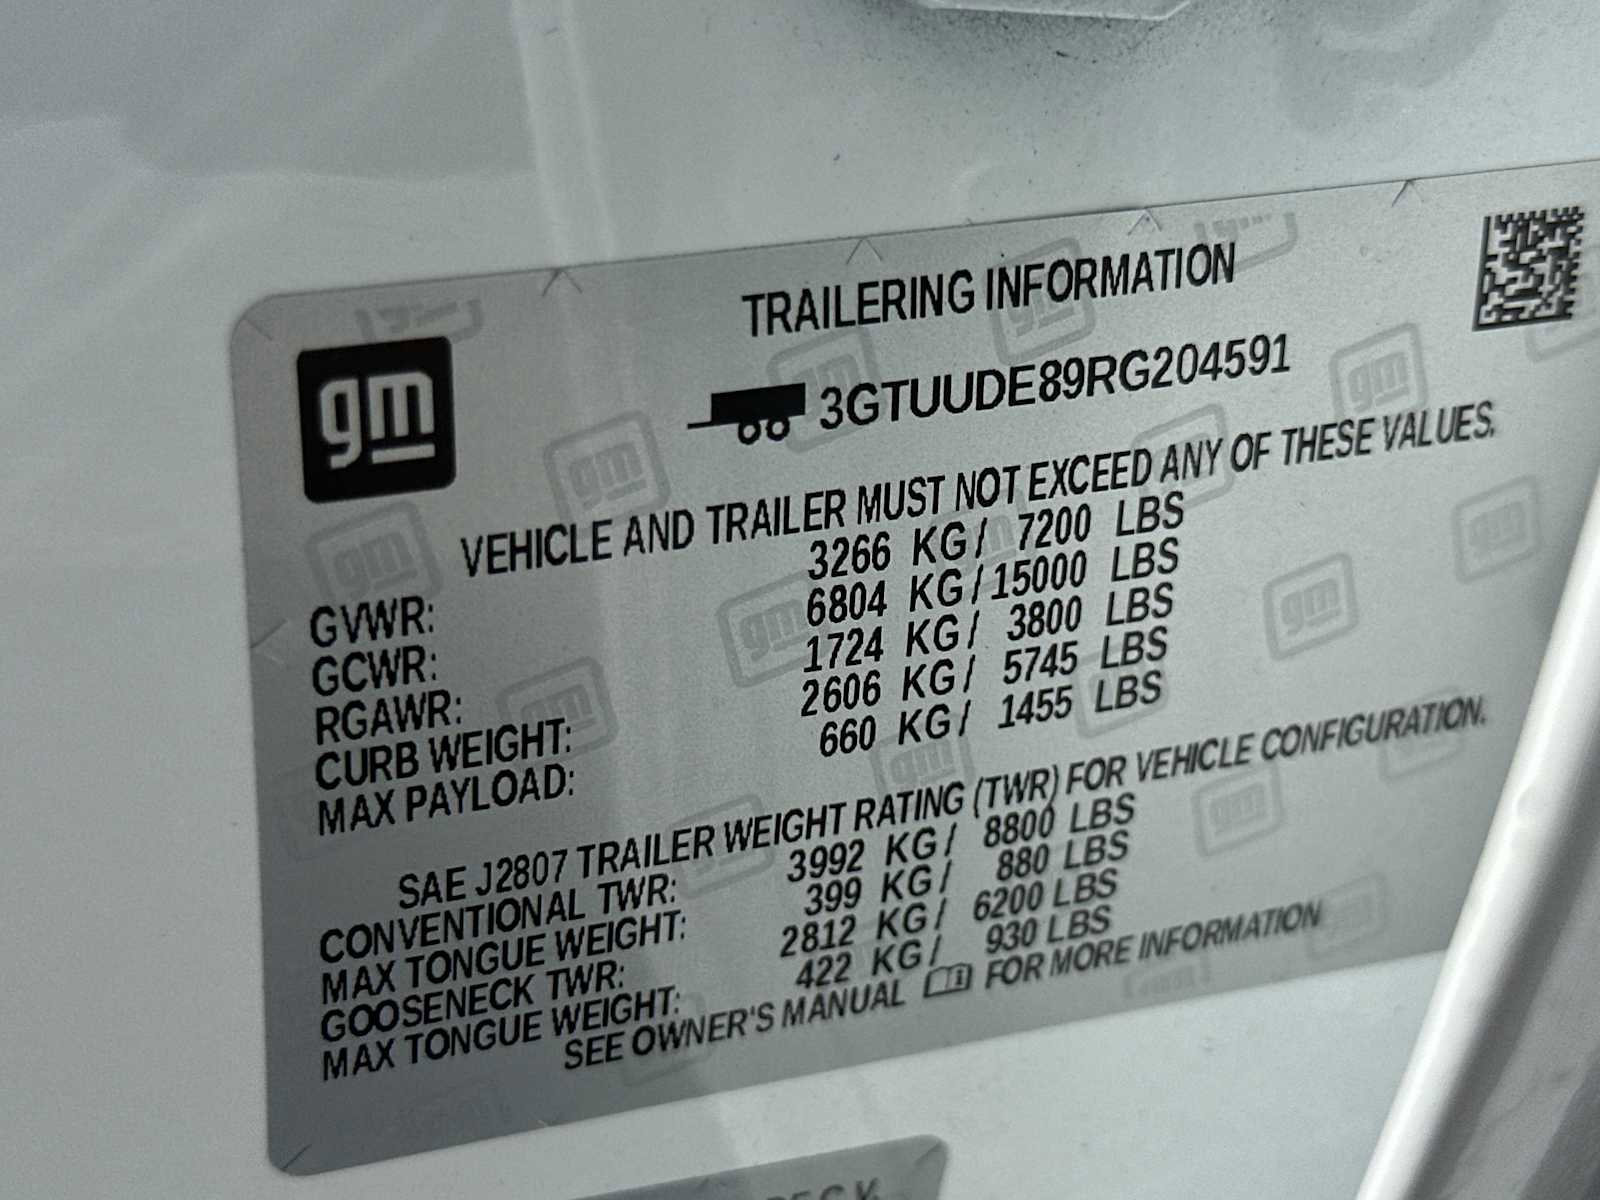 gm
TRAILERING INFORMATION
3GTUUDE89RG204591
VEHICLE AND TRAILER MUST NOT EXCEED ANY OF THESE VALUES.
GVWR: 3266 KG/ 7200 LBS
GCWR: 6804 KG/15000 LBS
RGAWR: 1724 KG/ 3800 LBS
CURB WEIGHT: 2606 KG/ 5745 LBS
MAX PAYLOAD: 660 KG/ 1455 LBS
SAE J2807 TRAILER WEIGHT RATING (TWR) FOR VEHICLE CONFIGURATION.
CONVENTIONAL TWR: 3992 KG/ 8800 LBS
MAX TONGUE WEIGHT: 399 KG/ 880 LBS
GOOSENECK TWR: 2812 KG/ 6200 LBS
MAX TONGUE WEIGHT: 422 KG/ 930 LBS
SEE OWNER'S MANUAL FOR MORE INFORMATION